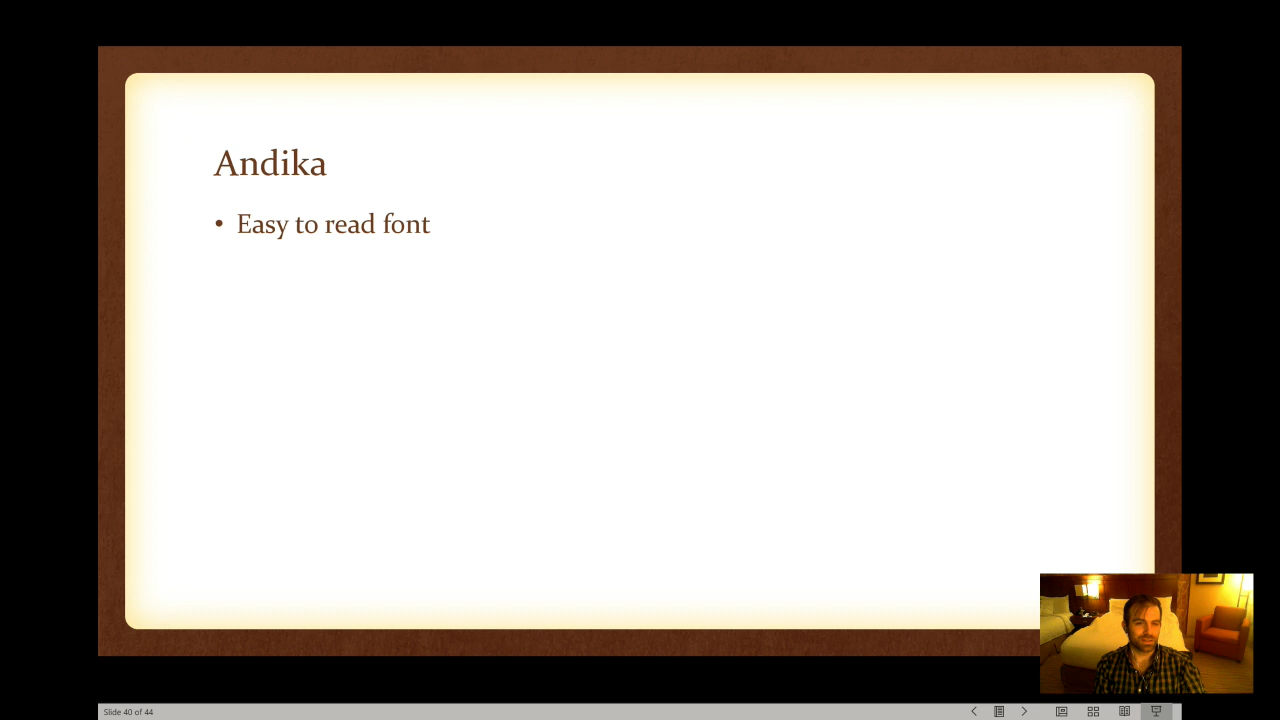 Andika
• Easy to read font
Slide 40 of 44